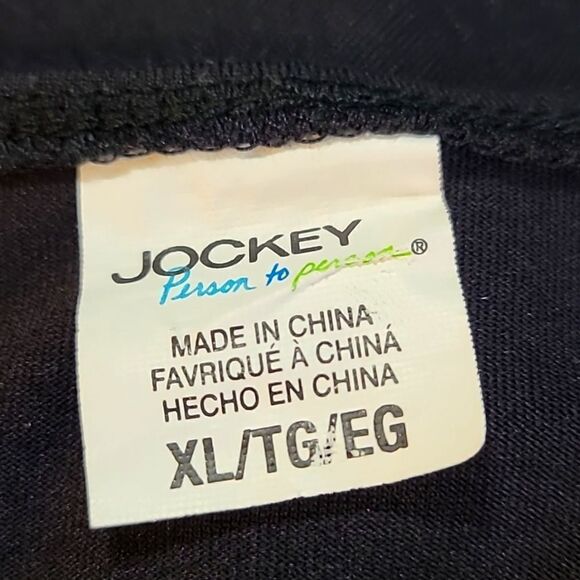 JOCKEY
Person to person®
MADE IN CHINA
FAVRIQUÉ À CHINÁ
HECHO EN CHINA
XL/TG/EG